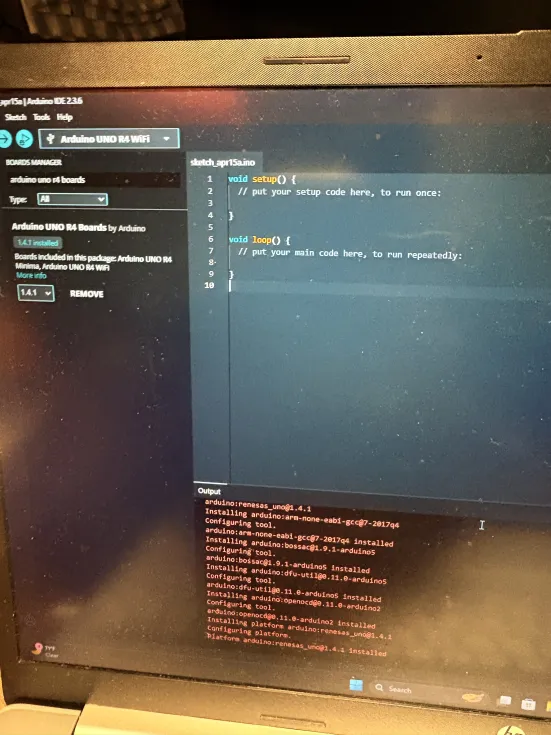 _apr15a | Arduino IDE 2.3.6
Sketch Tools Help
Arduino UNO R4 WiFi
BOARDS MANAGER
arduino uno r4 boards
Type: All
Arduino UNO R4 Boards by Arduino
1.4.1 installed
Boards included in this package: Arduino UNO R4
Minima, Arduino UNO R4 WiFi
More info
1.4.1
REMOVE
sketch_apr15a.ino
1 void setup() {
2 // put your setup code here, to run once:
3
4 }
5
6 void loop() {
7 // put your main code here, to run repeatedly:
8
9 }
10
Output
arduino:renesas_uno@1.4.1
Installing arduino:arm-none-eabi-gcc@7-2017q4
Configuring tool.
arduino:arm-none-eabi-gcc@7-2017q4 installed
Installing arduino:bossac@1.9.1-arduino5
Configuring tool.
arduino:bossac@1.9.1-arduino5 installed
Installing arduino:dfu-util@0.11.0-arduino5
Configuring tool.
arduino:dfu-util@0.11.0-arduino5 installed
Installing arduino:openocd@0.11.0-arduino2
Configuring tool.
arduino:openocd@0.11.0-arduino2 installed
Installing platform arduino:renesas_uno@1.4.1
Configuring platform.
Platform arduino:renesas_uno@1.4.1 installed
Clear
Search
hp